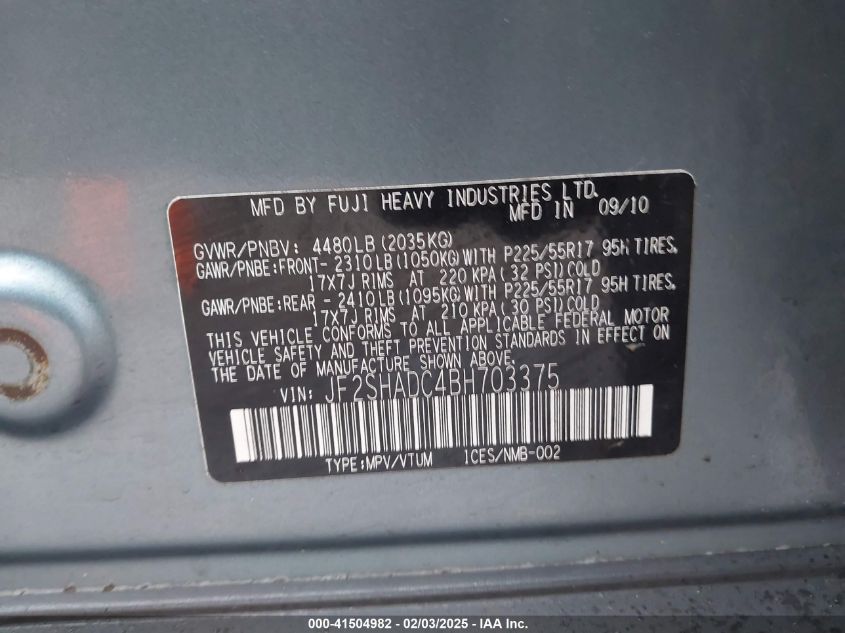 MFD BY FUJI HEAVY INDUSTRIES LTD.
MFD IN 09/10
GVWR/PNBV: 4480LB(2035KG)
GAWR/PNBE:FRONT- 2310LB(1050KG)WITH P225/55R17 95H TIRES,
17X7J RIMS AT 220 KPA(32 PSI)COLD
GAWR/PNBE:REAR - 2410LB(1095KG)WITH P225/55R17 95H TIRES,
17X7J RIMS AT 210 KPA(30 PSI)COLD
THIS VEHICLE CONFORMS TO ALL APPLICABLE FEDERAL MOTOR
VEHICLE SAFETY AND THEFT PREVENTION STANDARDS IN EFFECT ON
THE DATE OF MANUFACTURE SHOWN ABOVE.
VIN: JF2SHADC4BH703375
TYPE:MPV/VTUM 1CES/NMB-002
000-41504982 - 02/03/2025 - IAAI.com